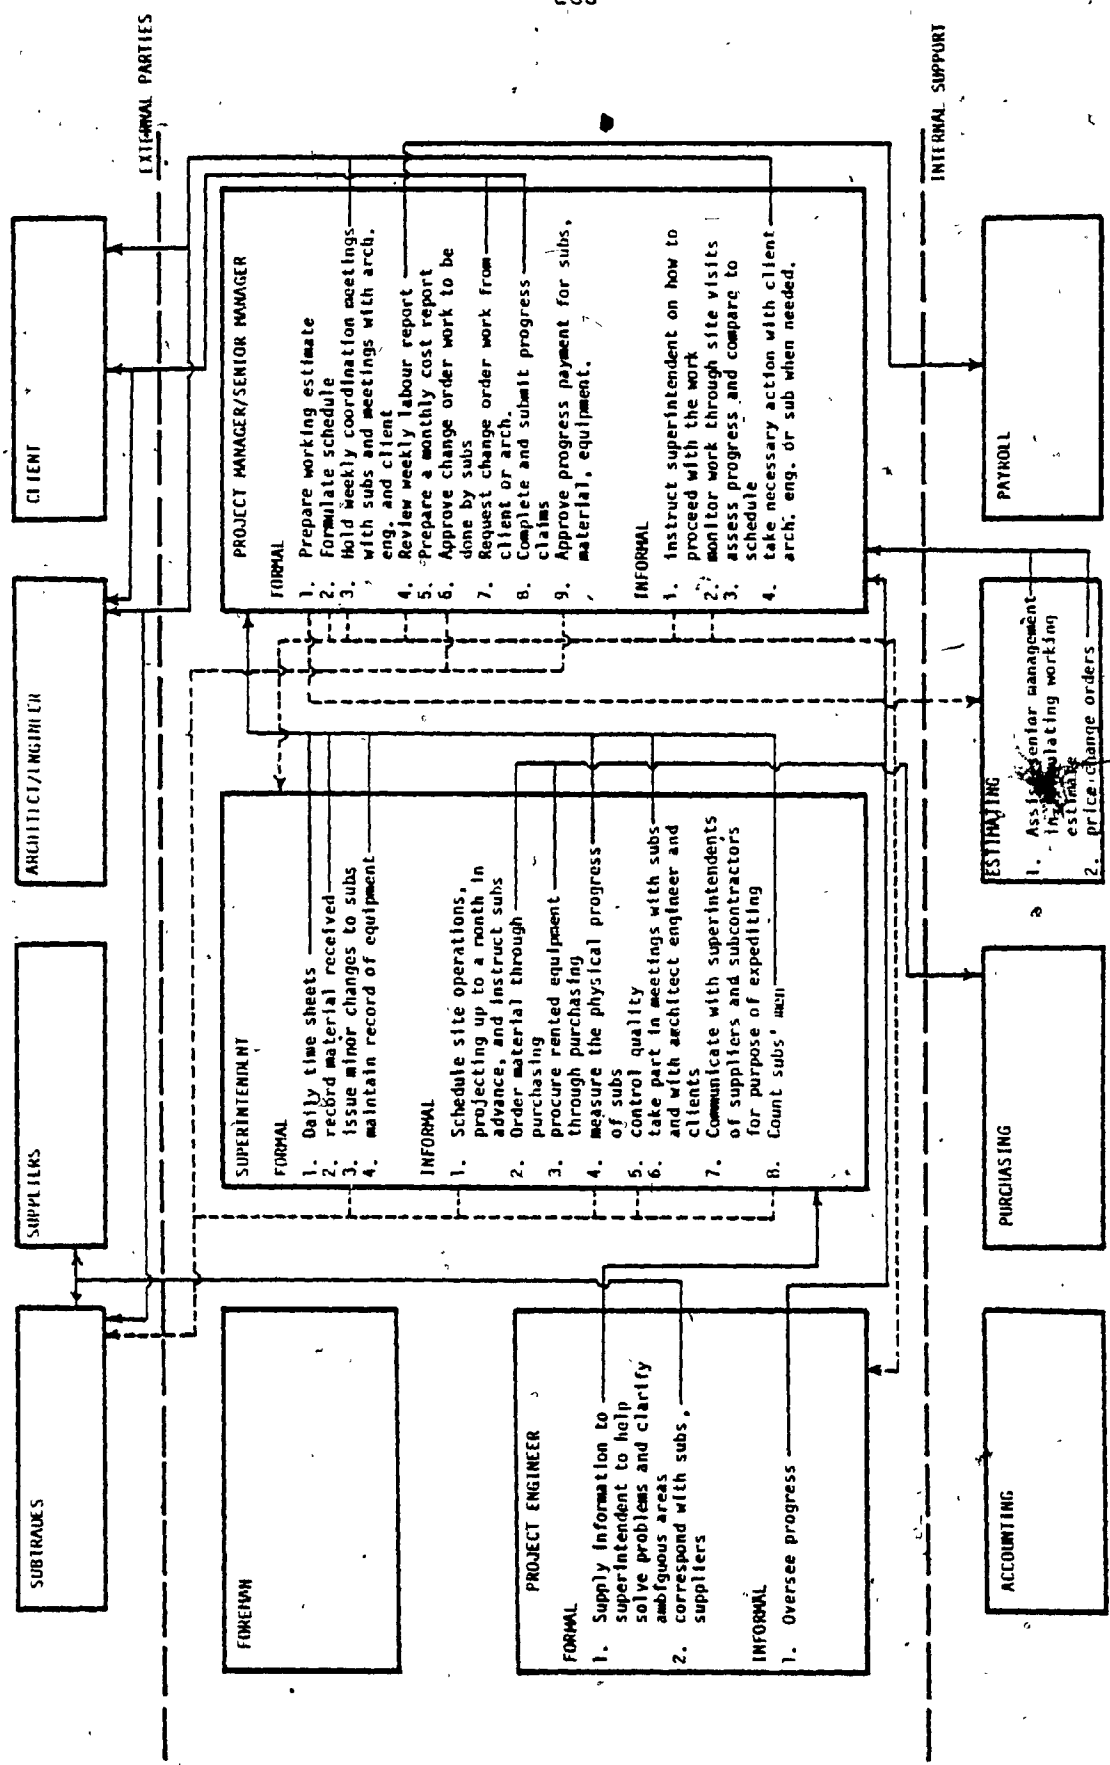 EXTERNAL PARTIES
SUBTRADES
SUPPLIERS
ARCHITECT/ENGINEER
CLIENT
FOREMAN
PROJECT ENGINEER
FORMAL
1. Supply information to
superintendent to help
solve problems and clarify
ambiguous areas
2. correspond with subs,
suppliers
INFORMAL
1. Oversee progress
SUPERINTENDENT
FORMAL
1. Daily time sheets
2. record material received
3. issue minor changes to subs
4. maintain record of equipment
INFORMAL
1. Schedule site operations,
projecting up to a month in
advance, and instruct subs
2. Order material through
purchasing
3. procure rented equipment
through purchasing
4. measure the physical progress
of subs
5. control quality
6. take part in meetings with subs
and with architect engineer and
clients
7. Communicate with superintendents
of suppliers and subcontractors
for purpose of expediting
8. Count subs' men
PROJECT MANAGER/SENIOR MANAGER
FORMAL
1. Prepare working estimate
2. Formulate schedule
3. Hold weekly coordination meetings
with subs and meetings with arch.
eng. and client
4. Review weekly labour report
5. Prepare a monthly cost report
6. Approve change order work to be
done by subs
7. Request change order work from
client or arch.
8. Complete and submit progress
claims
9. Approve progress payment for subs,
material, equipment.
INFORMAL
1. instruct superintendent on how to
proceed with the work
2. monitor work through site visits
3. assess progress and compare to
schedule
4. take necessary action with client
arch. eng. or sub when needed.
INTERNAL SUPPORT
ACCOUNTING
PURCHASING
ESTIMATING
1. Assist senior management
working
estimate
2. price change orders
PAYROLL